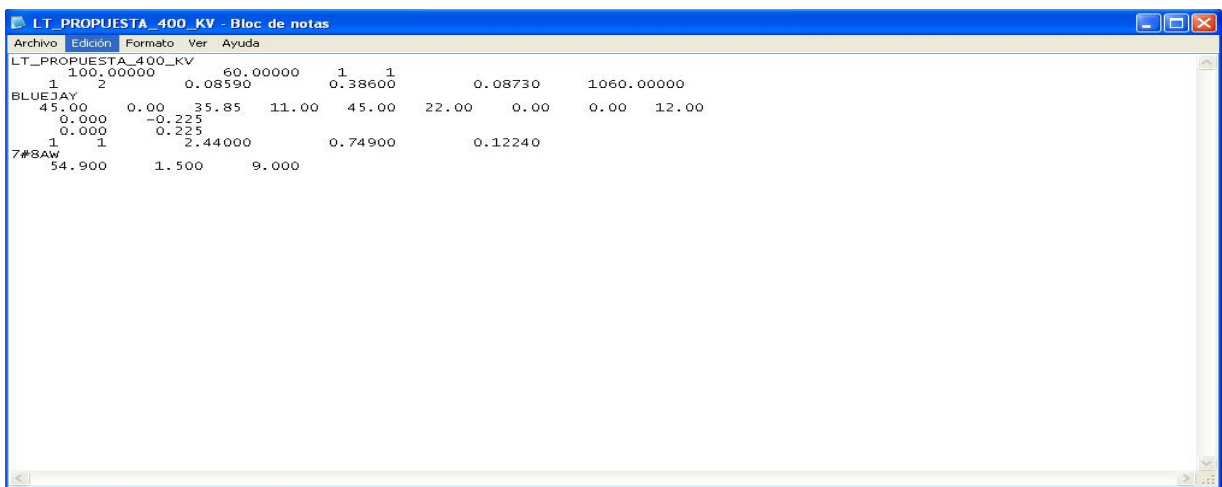 LT_PROPUESTA_400_KV - Bloc de notas
Archivo Edición Formato Ver Ayuda
LT_PROPUESTA_400_KV
100.00000 60.00000 1 1
1 2 0.08590 0.38600 0.08730 1060.00000
BLUEJAY
45.00 0.00 35.85 11.00 45.00 22.00 0.00 0.00 12.00
0.000 -0.225
0.000 0.225
1 1 2.44000 0.74900 0.12240
7#8AW
54.900 1.500 9.000